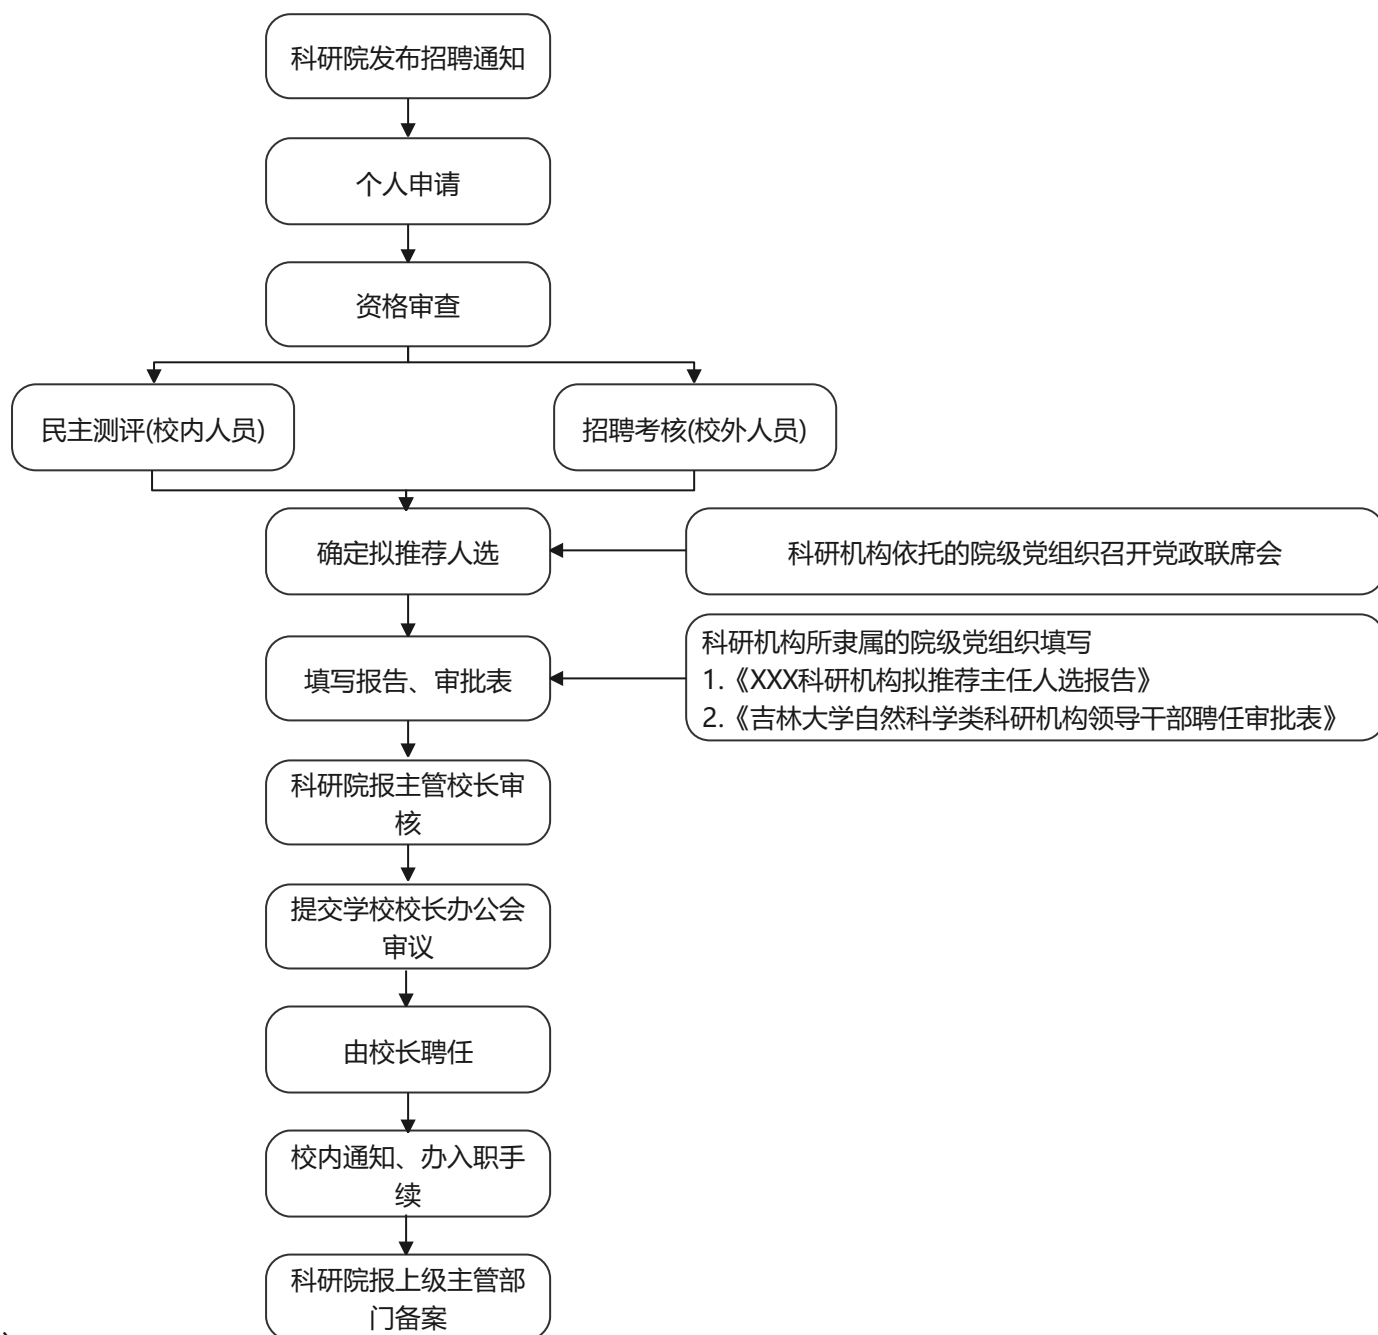 科研院发布招聘通知
个人申请
资格审查
民主测评(校内人员)
招聘考核(校外人员)
确定拟推荐人选
科研机构依托的院级党组织召开党政联席会
填写报告、审批表
科研机构所隶属的院级党组织填写
1.《XXX科研机构拟推荐主任人选报告》
2.《吉林大学自然科学类科研机构领导干部聘任审批表》
科研院报主管校长审
核
提交学校校长办公会
审议
由校长聘任
校内通知、办入职手
续
科研院报上级主管部
门备案